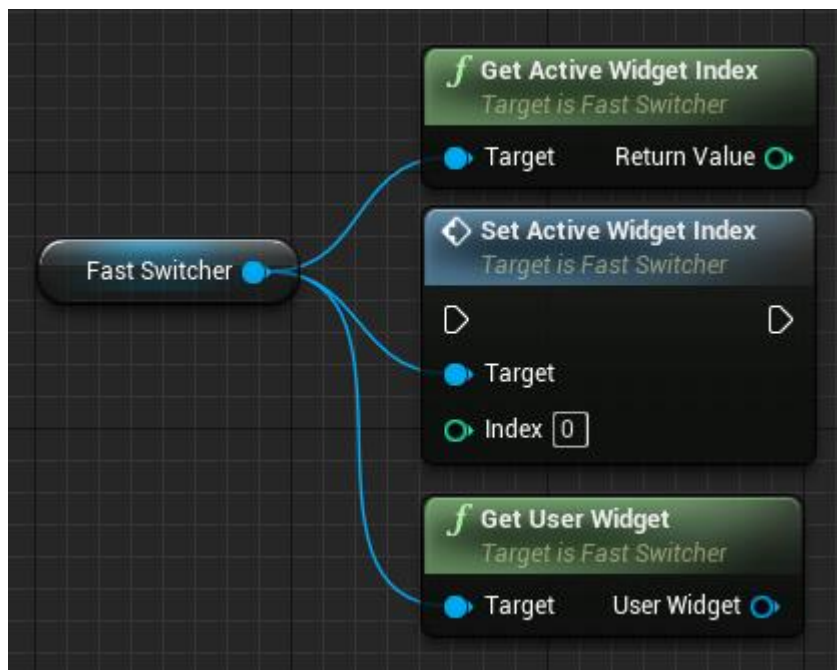 f Get Active Widget Index
Target is Fast Switcher
Target Return Value
Set Active Widget Index
Target is Fast Switcher
Fast Switcher
Target
Index 0
f Get User Widget
Target is Fast Switcher
Target User Widget